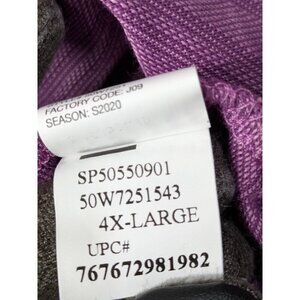 FACTORY CODE: J09
SEASON: S2020
SP50550901
50W7251543
4X-LARGE
UPC#
767672981982